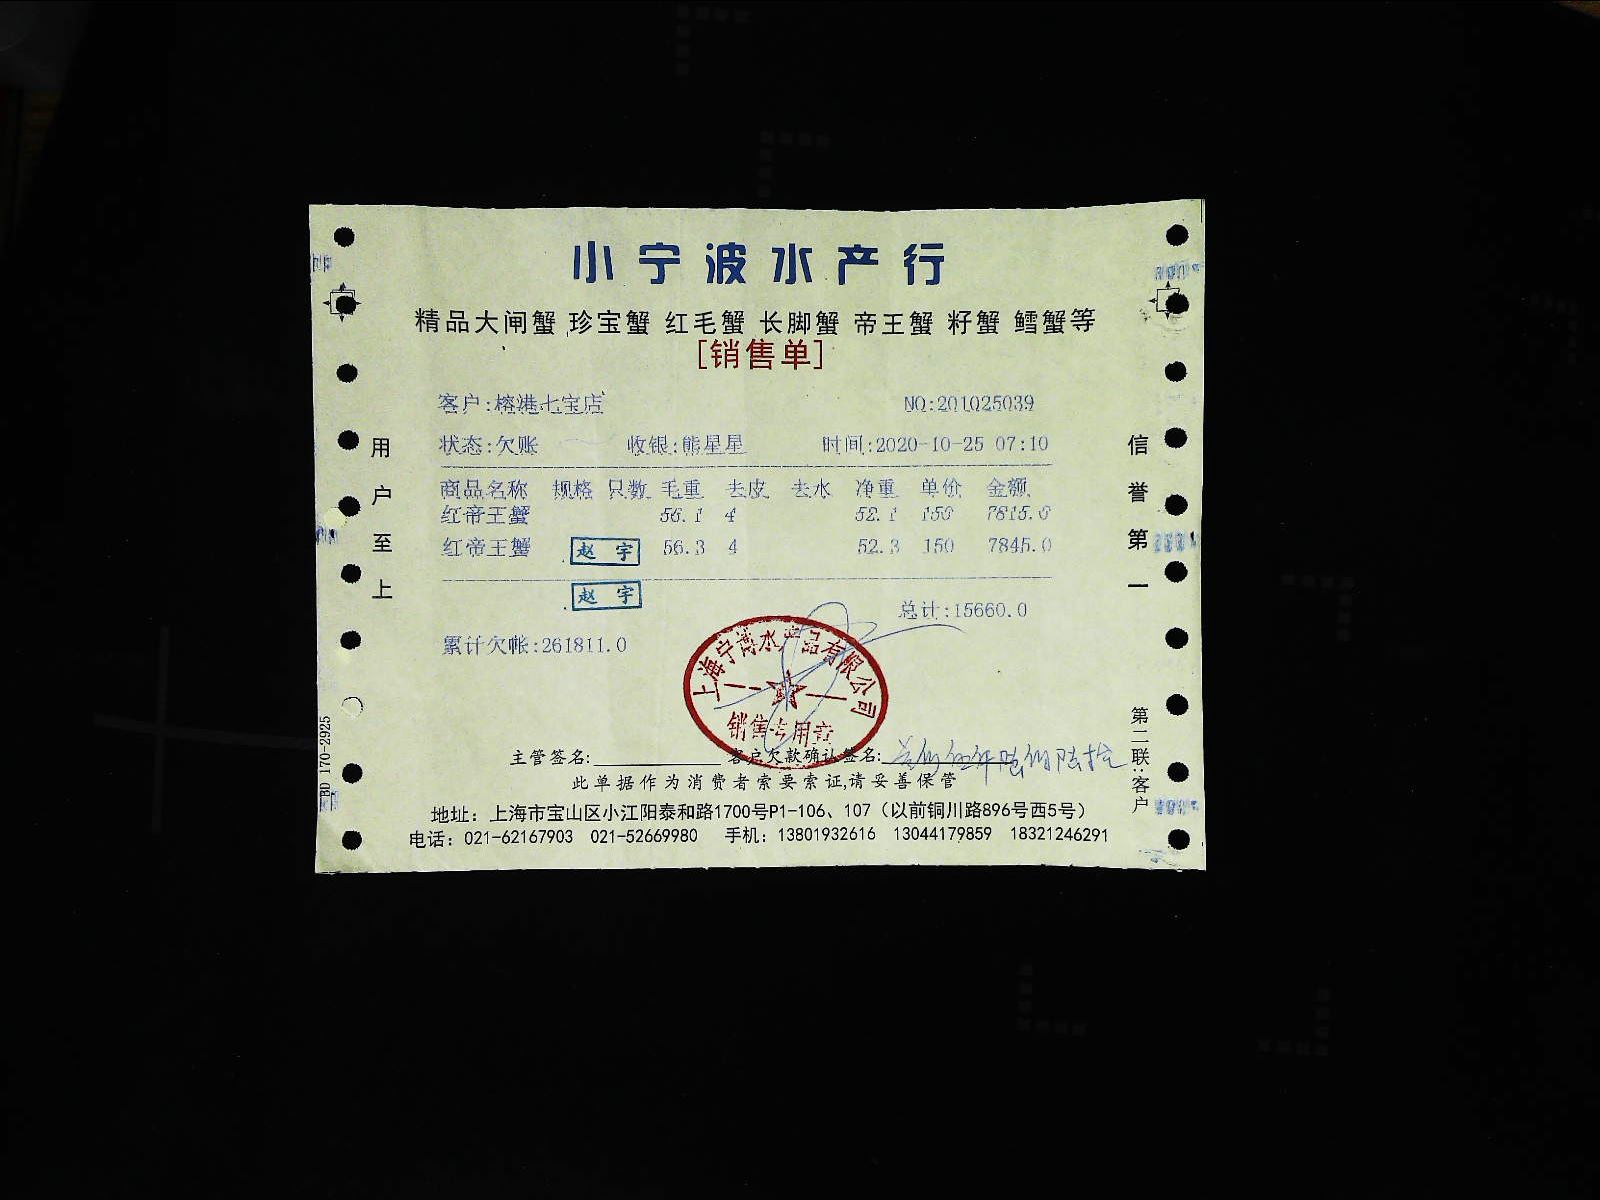 小宁波水产行
精品大闸蟹 珍宝蟹 红毛蟹 长脚蟹 帝王蟹 籽蟹 鳕蟹等
[销售单]
客户:榕港七宝店 NO:201025039
状态:欠账 收银:熊星星 时间:2020-10-25 07:10
商品名称 规格 只数 毛重 去皮 去水 净重 单价 金额
红帝王蟹 56.1 4 52.1 150 7815.0
红帝王蟹 赵宇 56.3 4 52.3 150 7845.0
赵宇
总计:15660.0
累计欠帐:261811.0
上海宁博水产品有限公司
销售专用章
主管签名: 客户欠款确认签名:
此单据作为消费者索要索证,请妥善保管
地址：上海市宝山区小江阳泰和路1700号P1-106、107（以前铜川路896号西5号）
电话：021-62167903 021-52669980 手机：13801932616 13044179859 18321246291
用户至上
信誉第一
第二联:客户
BD 170-2925